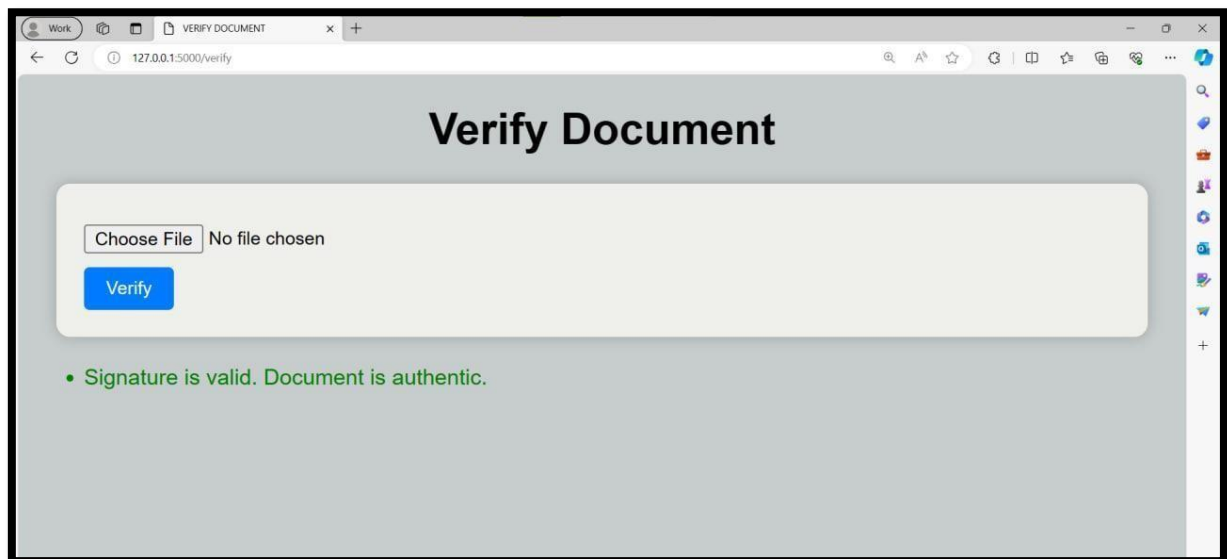 Work
VERIFY DOCUMENT
127.0.0.1:5000/verify
Verify Document
Choose File No file chosen
Verify
Signature is valid. Document is authentic.